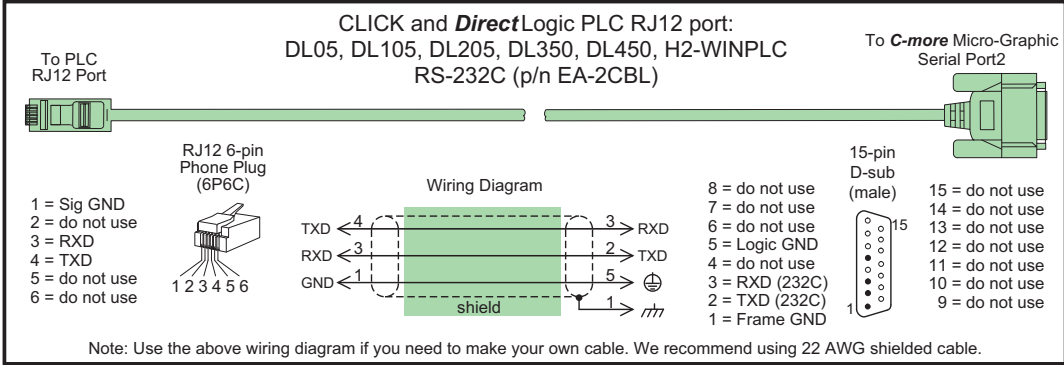 CLICK and DirectLogic PLC RJ12 port:
DL05, DL105, DL205, DL350, DL450, H2-WINPLC
RS-232C (p/n EA-2CBL)
To PLC
RJ12 Port
To C-more Micro-Graphic
Serial Port2
RJ12 6-pin
Phone Plug
(6P6C)
1 = Sig GND
2 = do not use
3 = RXD
4 = TXD
5 = do not use
6 = do not use
1 2 3 4 5 6
Wiring Diagram
TXD 4 3 RXD
RXD 3 2 TXD
GND 1 5
shield 1
8 = do not use
7 = do not use
6 = do not use
5 = Logic GND
4 = do not use
3 = RXD (232C)
2 = TXD (232C)
1 = Frame GND
15-pin
D-sub
(male)
15
1
15 = do not use
14 = do not use
13 = do not use
12 = do not use
11 = do not use
10 = do not use
9 = do not use
Note: Use the above wiring diagram if you need to make your own cable. We recommend using 22 AWG shielded cable.